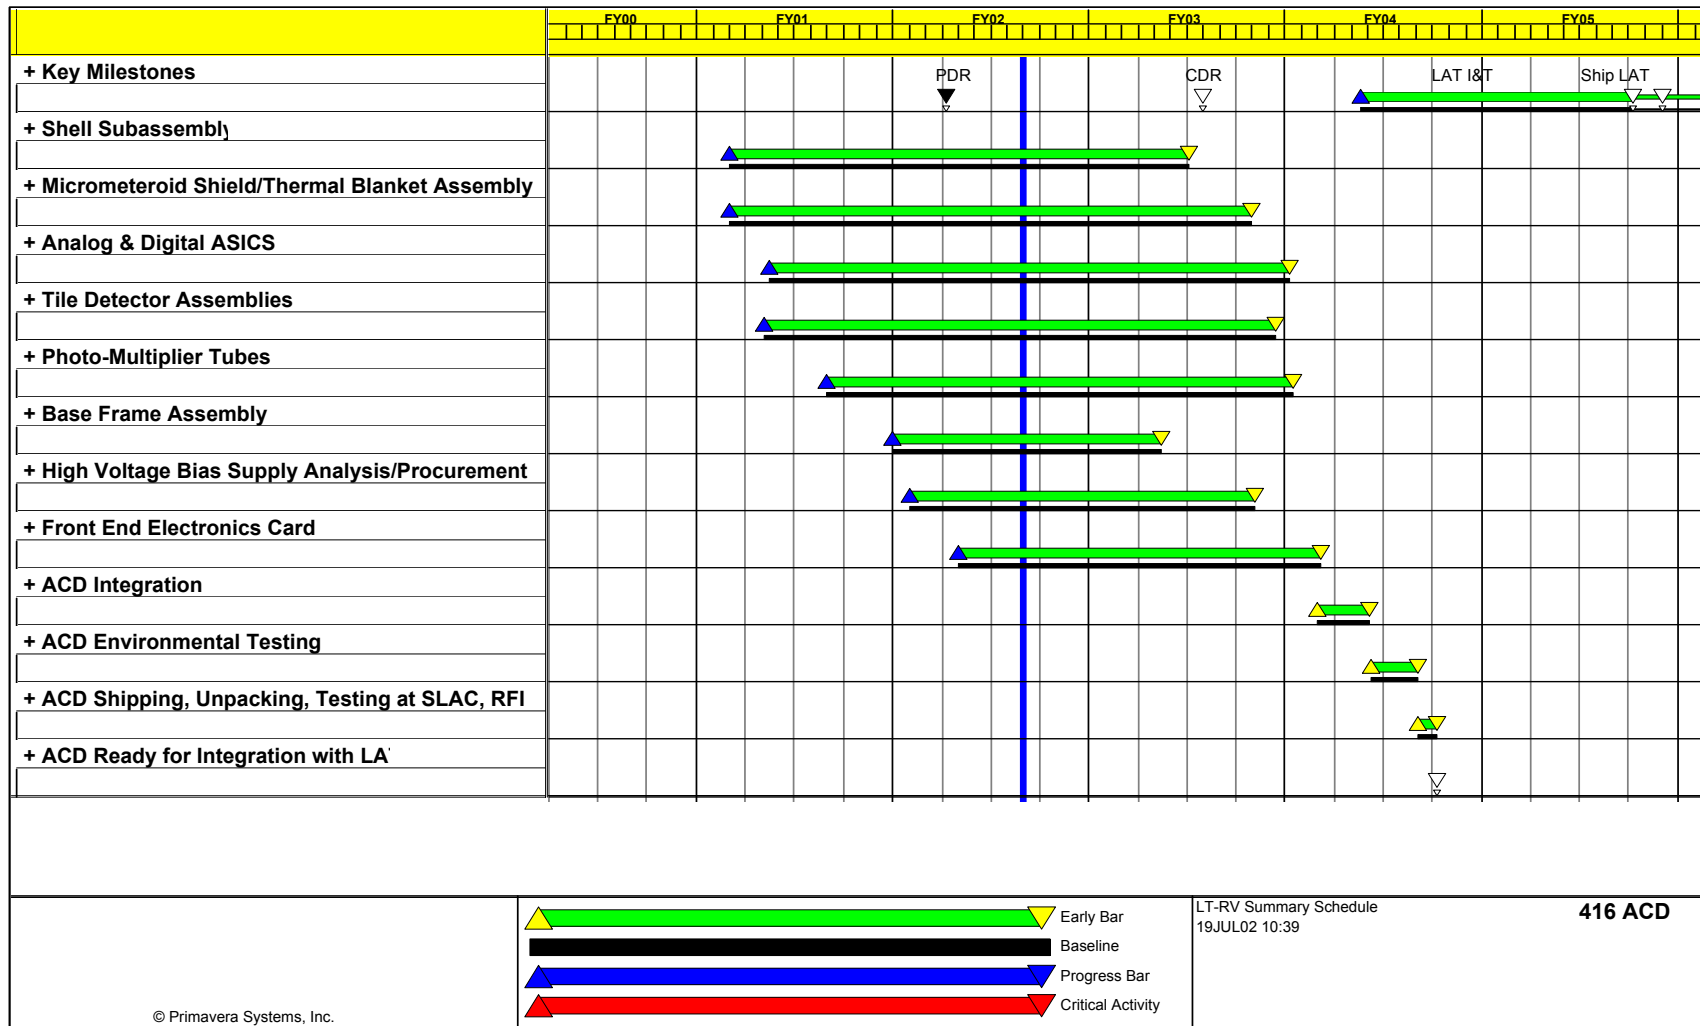 FY00 FY01 FY02 FY03 FY04 FY05
+ Key Milestones
PDR CDR LAT I&T Ship LAT
+ Shell Subassembly
+ Micrometeroid Shield/Thermal Blanket Assembly
+ Analog & Digital ASICS
+ Tile Detector Assemblies
+ Photo-Multiplier Tubes
+ Base Frame Assembly
+ High Voltage Bias Supply Analysis/Procurement
+ Front End Electronics Card
+ ACD Integration
+ ACD Environmental Testing
+ ACD Shipping, Unpacking, Testing at SLAC, RFI
+ ACD Ready for Integration with LA
Early Bar
Baseline
Progress Bar
Critical Activity
LT-RV Summary Schedule
19JUL02 10:39
416 ACD
© Primavera Systems, Inc.